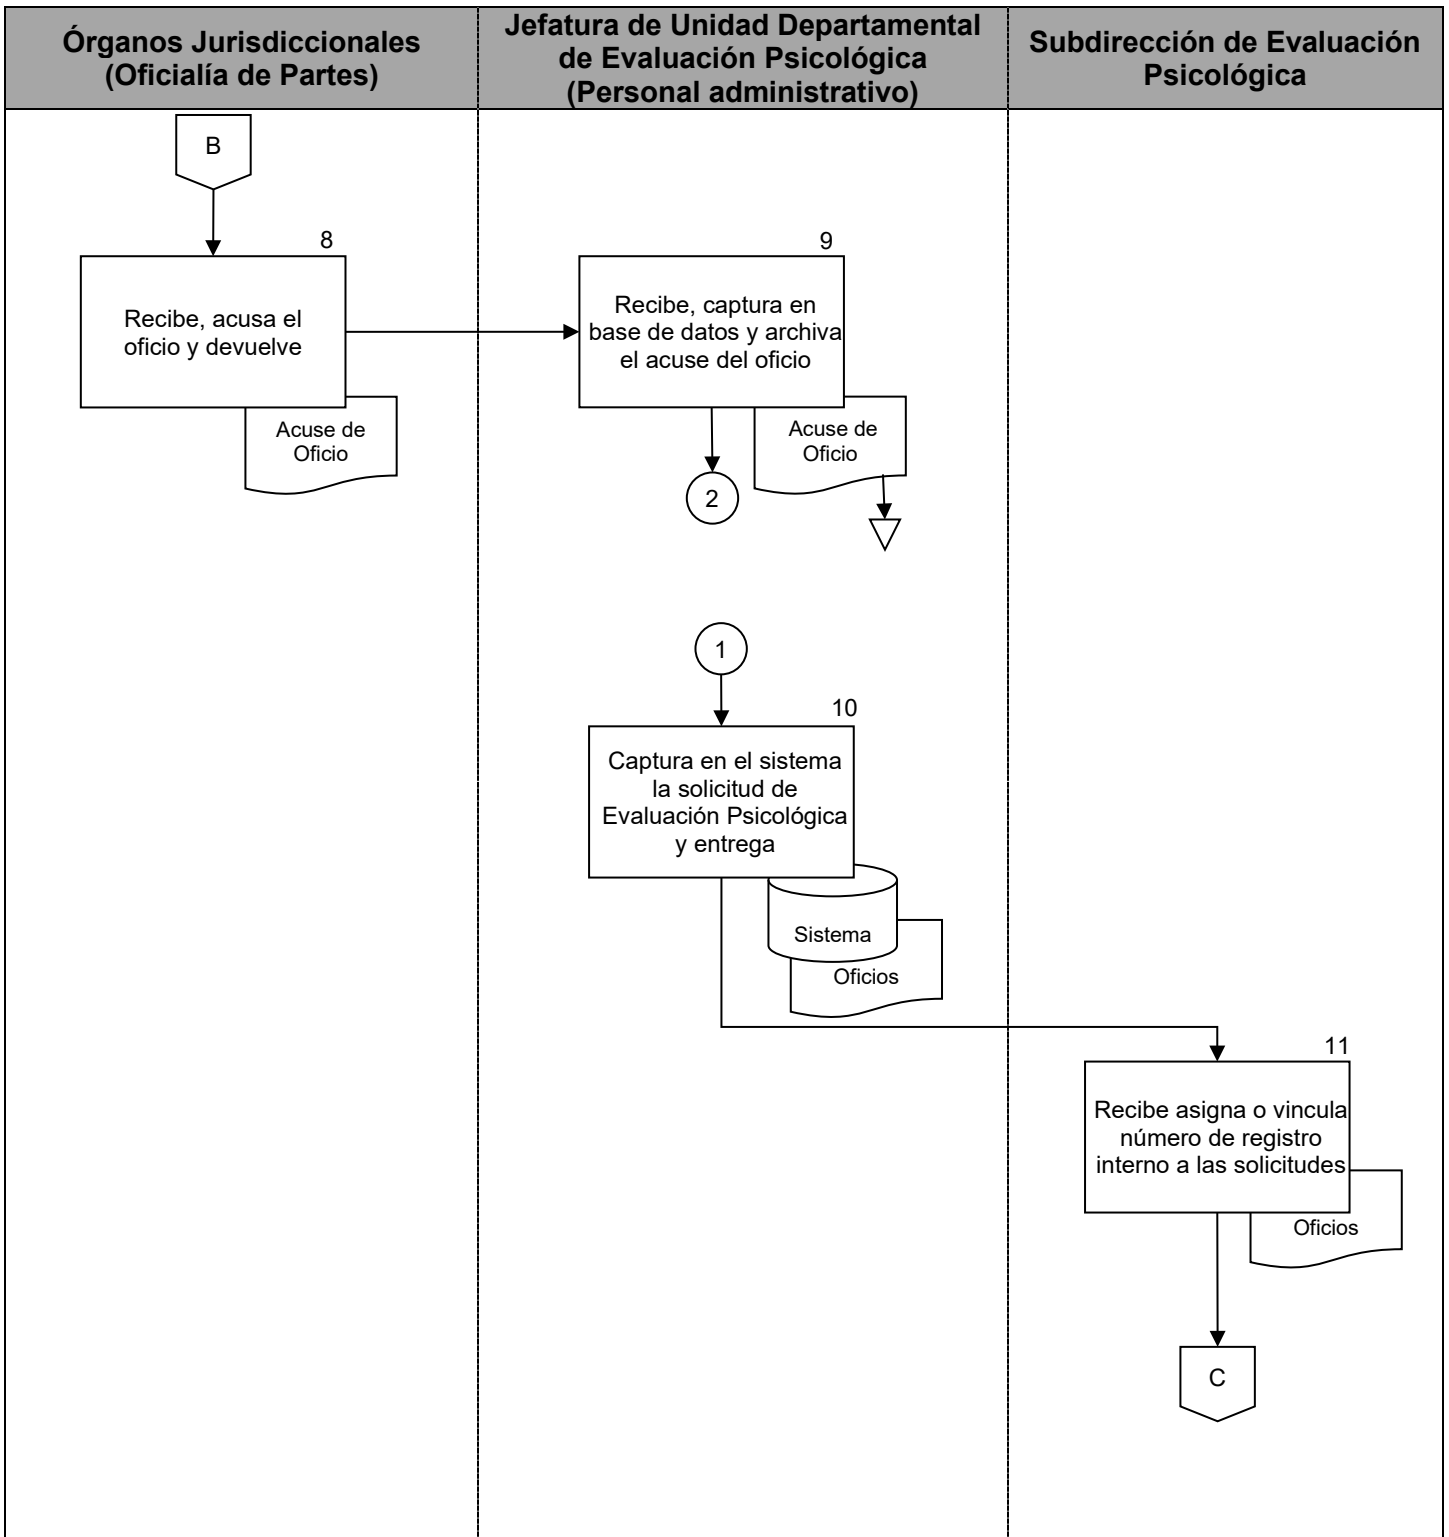 Órganos Jurisdiccionales
(Oficialía de Partes)
Jefatura de Unidad Departamental
de Evaluación Psicológica
(Personal administrativo)
Subdirección de Evaluación
Psicológica
B
8
Recibe, acusa el
oficio y devuelve
Acuse de
Oficio
9
Recibe, captura en
base de datos y archiva
el acuse del oficio
Acuse de
Oficio
2
1
10
Captura en el sistema
la solicitud de
Evaluación Psicológica
y entrega
Sistema
Oficios
11
Recibe asigna o vincula
número de registro
interno a las solicitudes
Oficios
C